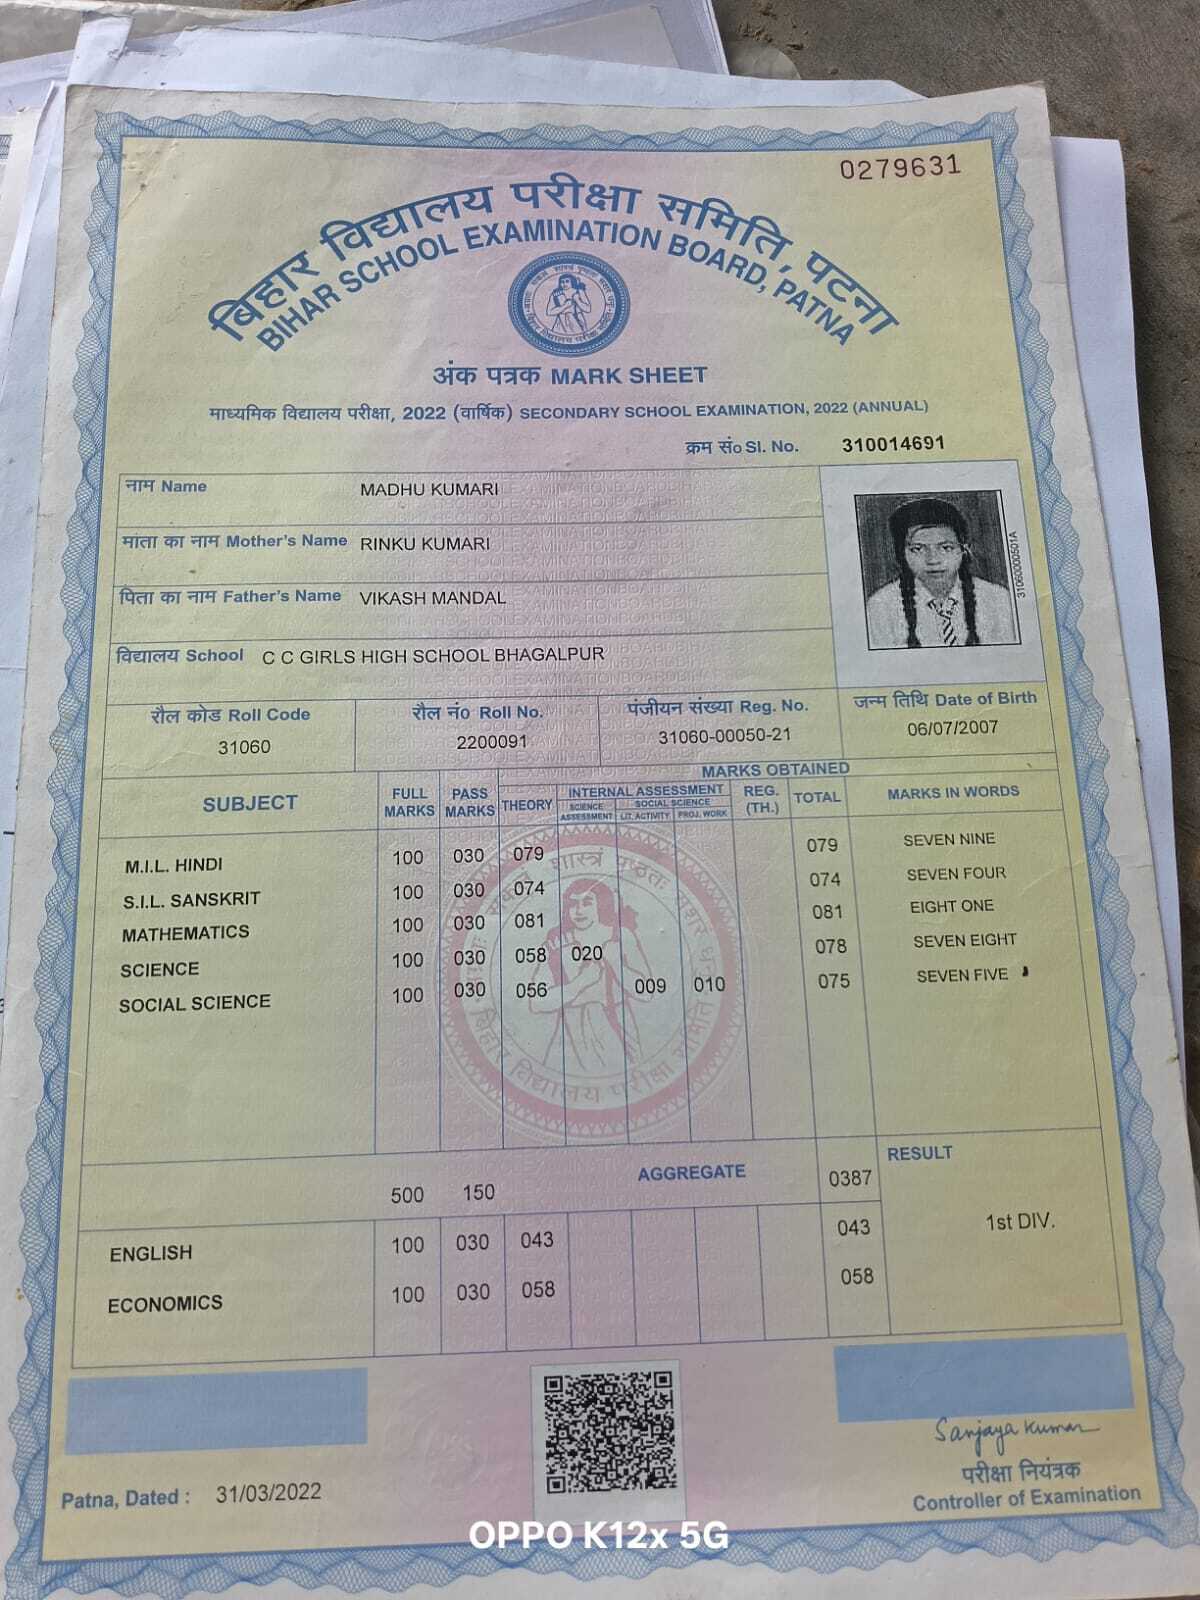 0279631
बिहार विद्यालय परीक्षा समिति, पटना
BIHAR SCHOOL EXAMINATION BOARD, PATNA
अंक पत्रक MARK SHEET
माध्यमिक विद्यालय परीक्षा, 2022 (वार्षिक) SECONDARY SCHOOL EXAMINATION, 2022 (ANNUAL)
क्रम सं० Sl. No. 310014691
नाम Name MADHU KUMARI
मांता का नाम Mother's Name RINKU KUMARI
पिता का नाम Father's Name VIKASH MANDAL
विद्यालय School C C GIRLS HIGH SCHOOL BHAGALPUR
31060000501A
रौल कोड Roll Code रौल नं0 Roll No. पंजीयन संख्या Reg. No. जन्म तिथि Date of Birth
31060 2200091 31060-00050-21 06/07/2007
MARKS OBTAINED
SUBJECT FULL MARKS PASS MARKS THEORY INTERNAL ASSESSMENT REG. (TH.) TOTAL MARKS IN WORDS
SCIENCE ASSESSMENT SOCIAL SCIENCE LIT. ACTIVITY PROJ. WORK
M.I.L. HINDI 100 030 079 079 SEVEN NINE
S.I.L. SANSKRIT 100 030 074 074 SEVEN FOUR
MATHEMATICS 100 030 081 081 EIGHT ONE
SCIENCE 100 030 058 020 078 SEVEN EIGHT
SOCIAL SCIENCE 100 030 056 009 010 075 SEVEN FIVE
500 150 AGGREGATE 0387 RESULT
1st DIV.
ENGLISH 100 030 043 043
ECONOMICS 100 030 058 058
Sanjaya Kumar
परीक्षा नियंत्रक
Controller of Examination
Patna, Dated : 31/03/2022
OPPO K12x 5G